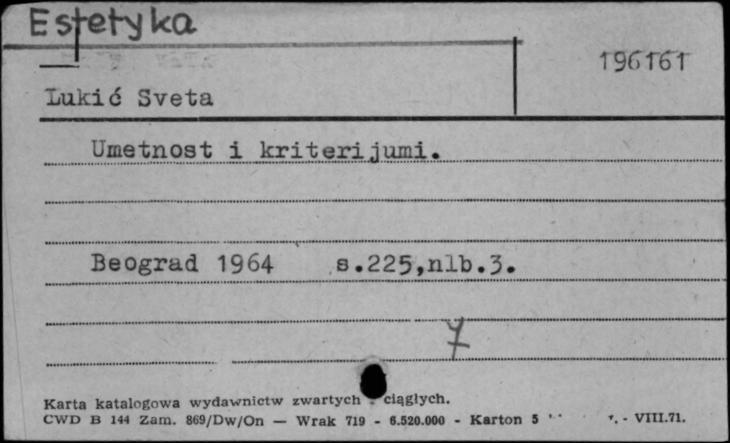 Estetyka
196161
Lukić Sveta
Umetnost i kriterijumi.
Beograd 1964 s.225,nlb.3.
7
Karta katalogowa wydawnictw zwartych ciągłych.
CWD B 144 Zam. 869/Dw/On — Wrak 719 - 6.520.000 - Karton 5 - VIII.71.